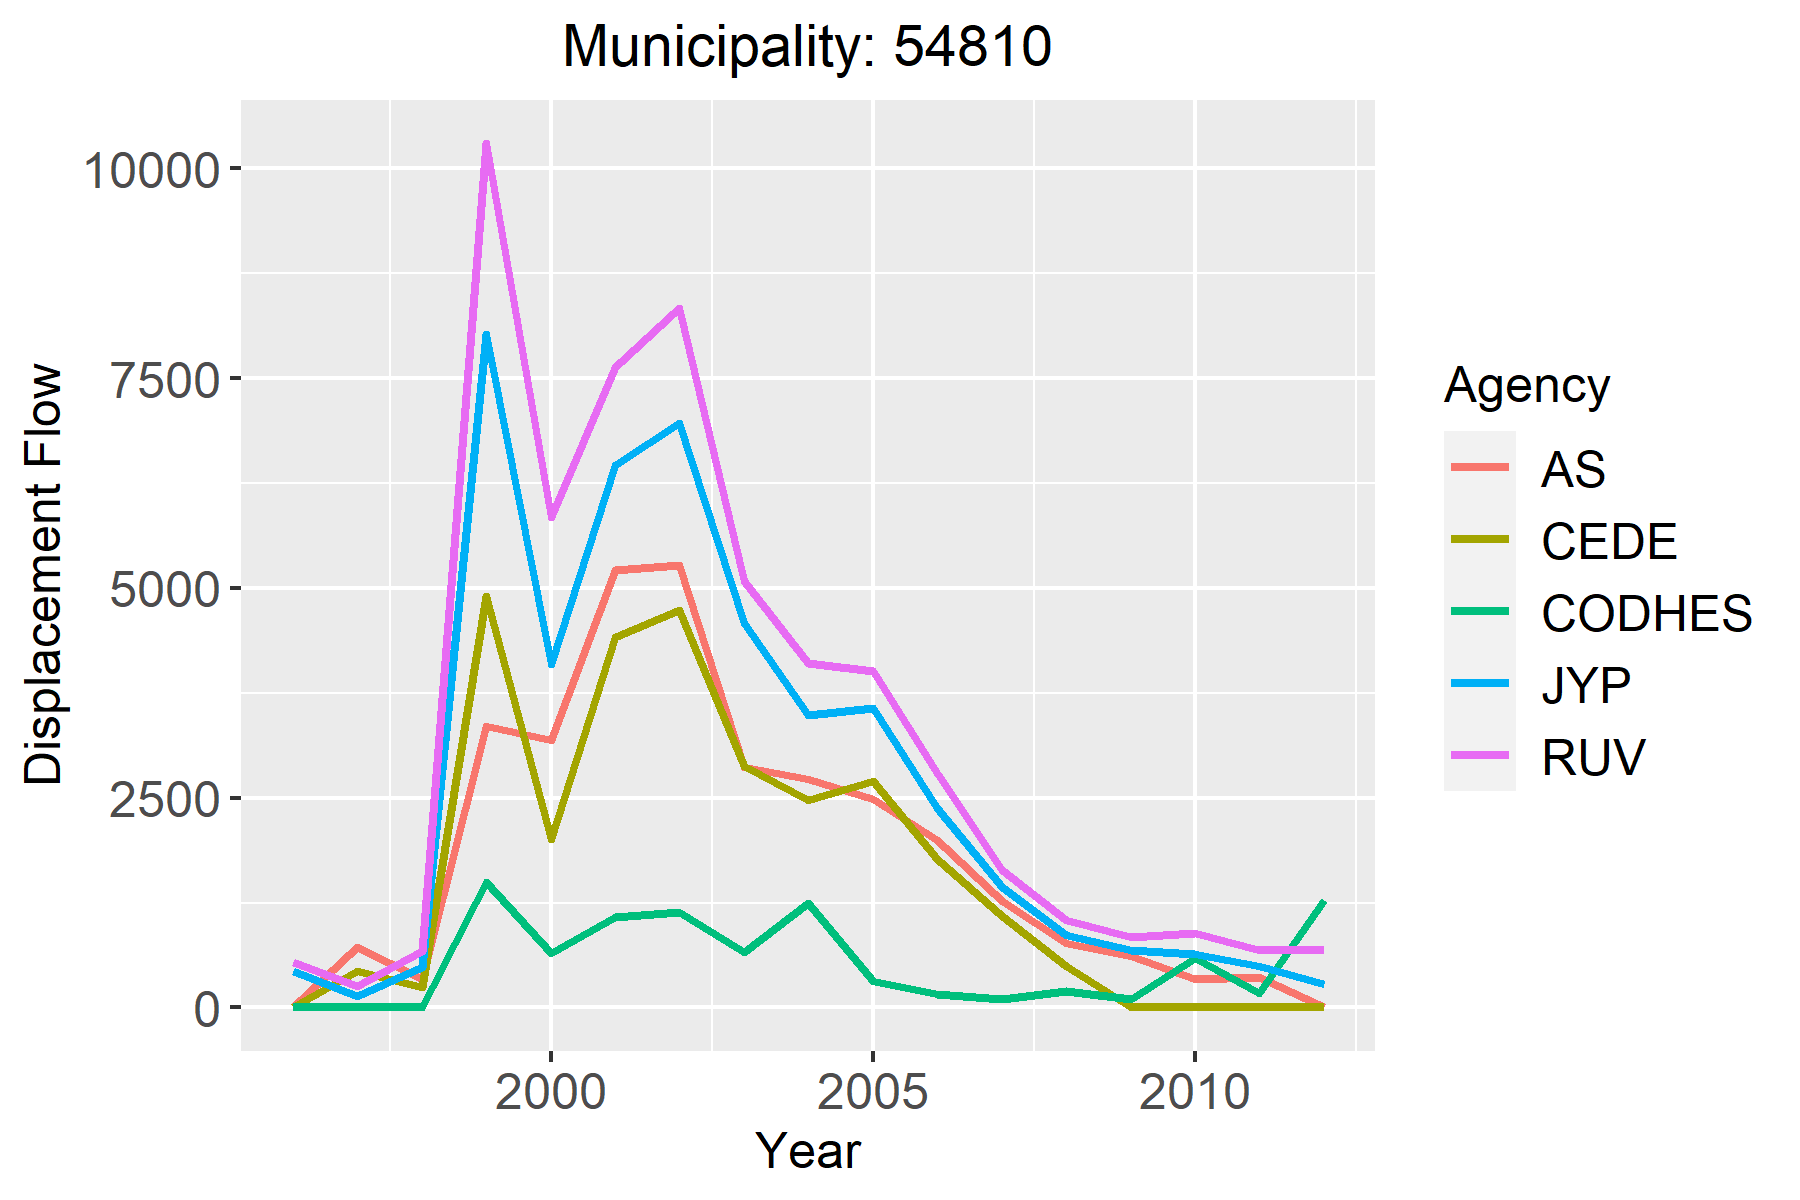 Municipality: 54810
Displacement Flow
10000
7500
5000
2500
0
2000 2005 2010
Year
Agency
AS
CEDE
CODHES
JYP
RUV